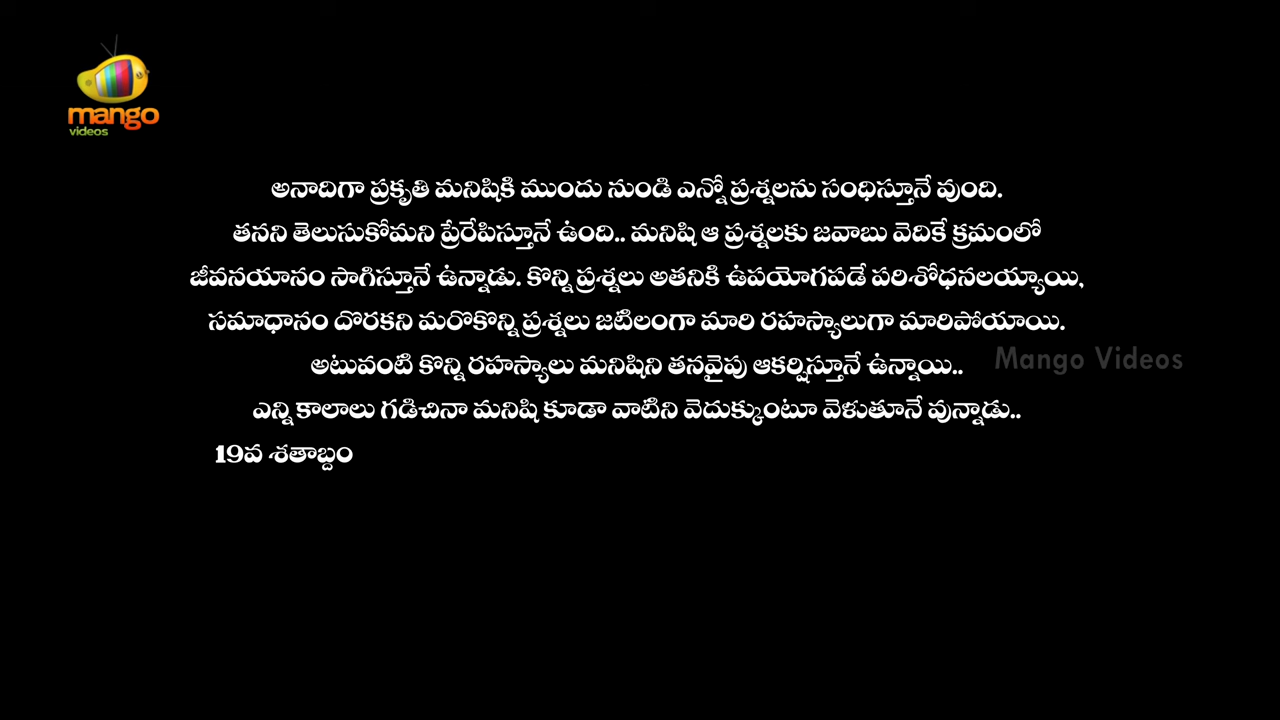 mango
videos
అనాదిగా ప్రకృతి మనిషికి ముందు నుండి ఎన్నో ప్రశ్నలను సంధిస్తూనే వుంది.
తనని తెలుసుకోమని ప్రేరేపిస్తూనే ఉంది.. మనిషి ఆ ప్రశ్నలకు జవాబు వెదికే క్రమంలో
జీవనయానం సాగిస్తూనే ఉన్నాడు. కొన్ని ప్రశ్నలు అతనికి ఉపయోగపడే పరిశోధనలయ్యాయి,
సమాధానం దొరకని మరొకొన్ని ప్రశ్నలు జటిలంగా మారి రహస్యాలుగా మారిపోయాయి.
అటువంటి కొన్ని రహస్యాలు మనిషిని తనవైపు ఆకర్షిస్తూనే ఉన్నాయి..
Mango Videos
ఎన్ని కాలాలు గడిచినా మనిషి కూడా వాటిని వెదుక్కుంటూ వెళుతూనే వున్నాడు..
19వ శతాబ్దం